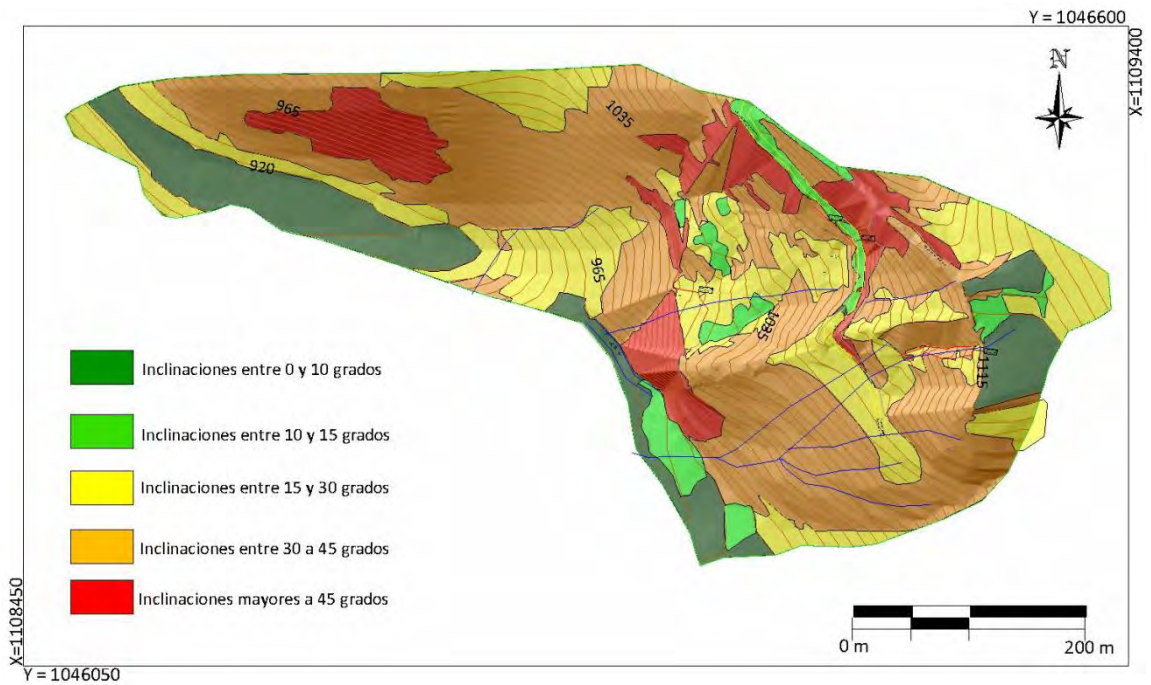 Y = 1046600
X=1109400
N
965
1035
920
965
1035
1115
Inclinaciones entre 0 y 10 grados
Inclinaciones entre 10 y 15 grados
Inclinaciones entre 15 y 30 grados
Inclinaciones entre 30 a 45 grados
Inclinaciones mayores a 45 grados
0 m
200 m
X=1108450
Y = 1046050